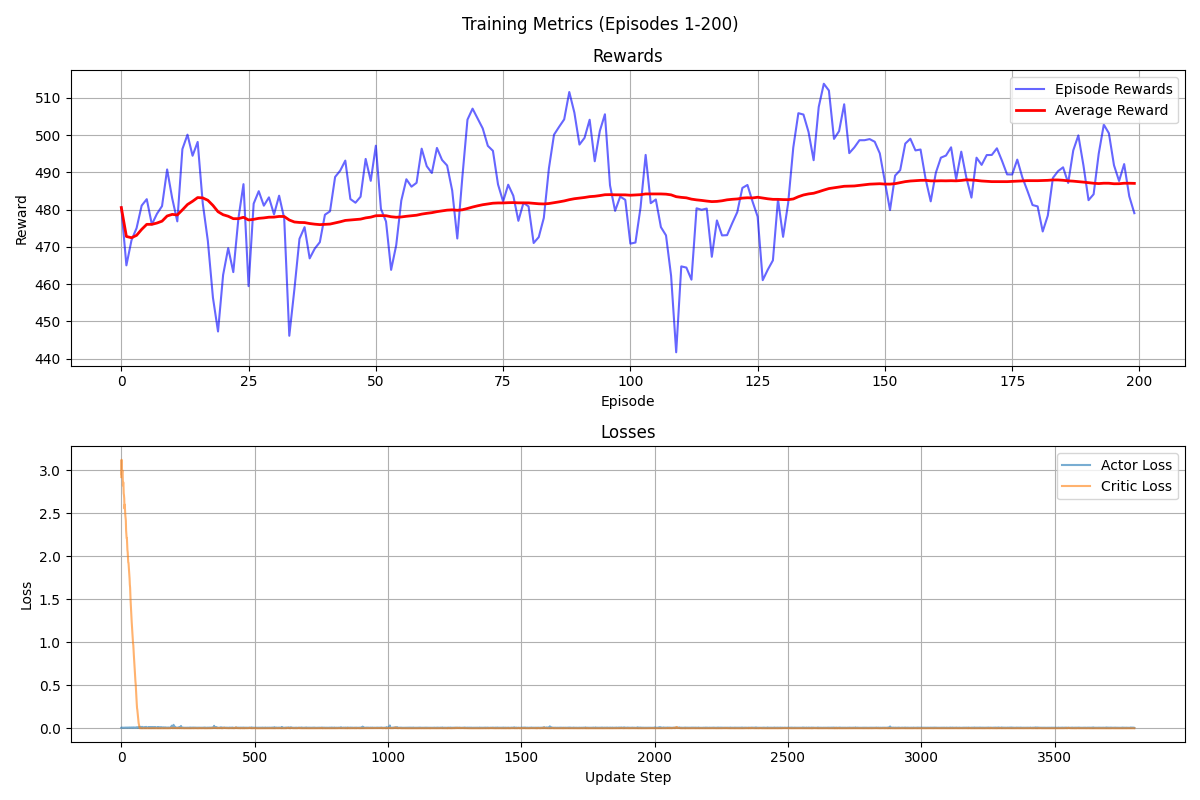 Training Metrics (Episodes 1-200)
Rewards
510
500
490
480
470
460
450
440
Reward
Episode Rewards
Average Reward
0 25 50 75 100 125 150 175 200
Episode
Losses
3.0
2.5
2.0
1.5
1.0
0.5
0.0
Loss
Actor Loss
Critic Loss
0 500 1000 1500 2000 2500 3000 3500
Update Step